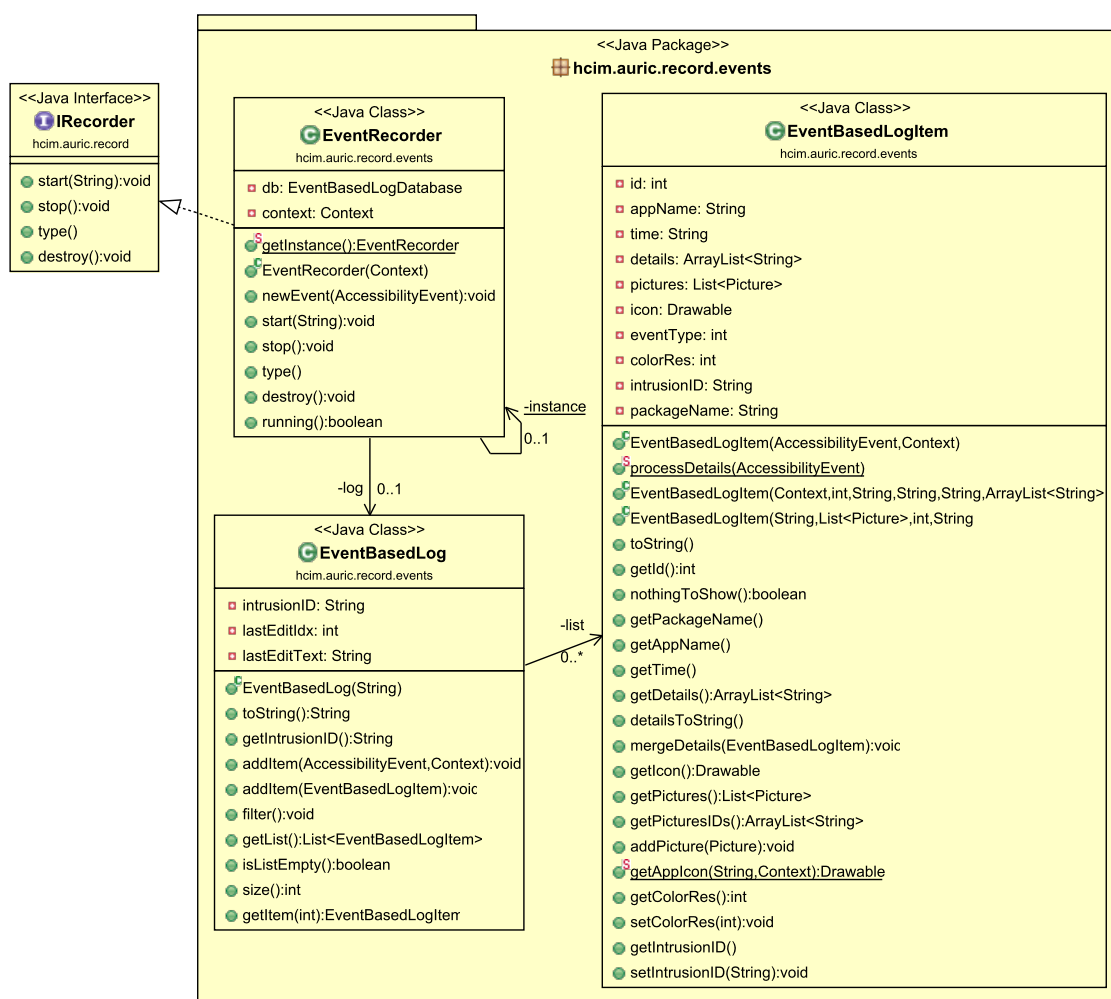 <<Java Package>>
hcim.auric.record.events
<<Java Interface>>
IRecorder
hcim.auric.record
start(String):void
stop():void
type()
destroy():void
<<Java Class>>
EventRecorder
hcim.auric.record.events
db: EventBasedLogDatabase
context: Context
getInstance():EventRecorder
EventRecorder(Context)
newEvent(AccessibilityEvent):void
start(String):void
stop():void
type()
destroy():void
running():boolean
-instance
0..1
-log
0..1
<<Java Class>>
EventBasedLog
hcim.auric.record.events
intrusionID: String
lastEditIdx: int
lastEditText: String
EventBasedLog(String)
toString():String
getIntrusionID():String
addItem(AccessibilityEvent,Context):void
addItem(EventBasedLogItem):void
filter():void
getList():List<EventBasedLogItem>
isListEmpty():boolean
size():int
getItem(int):EventBasedLogItem
-list
0..*
<<Java Class>>
EventBasedLogItem
hcim.auric.record.events
id: int
appName: String
time: String
details: ArrayList<String>
pictures: List<Picture>
icon: Drawable
eventType: int
colorRes: int
intrusionID: String
packageName: String
EventBasedLogItem(AccessibilityEvent,Context)
processDetails(AccessibilityEvent)
EventBasedLogItem(Context,int,String,String,String,ArrayList<String>
EventBasedLogItem(String,List<Picture>,int,String
toString()
getId():int
nothingToShow():boolean
getPackageName()
getAppName()
getTime()
getDetails():ArrayList<String>
detailsToString()
mergeDetails(EventBasedLogItem):void
getIcon():Drawable
getPictures():List<Picture>
getPicturesIDs():ArrayList<String>
addPicture(Picture):void
getAppIcon(String,Context):Drawable
getColorRes():int
setColorRes(int):void
getIntrusionID()
setIntrusionID(String):void